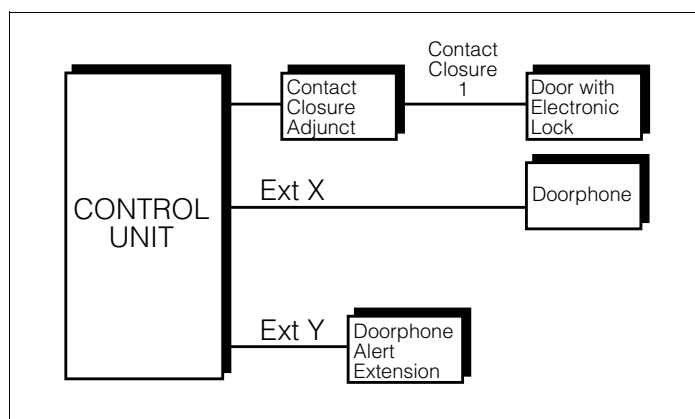 CONTROL
UNIT
Contact
Closure
Adjunct
Contact
Closure
1
Door with
Electronic
Lock
Ext X
Doorphone
Ext Y
Doorphone
Alert
Extension